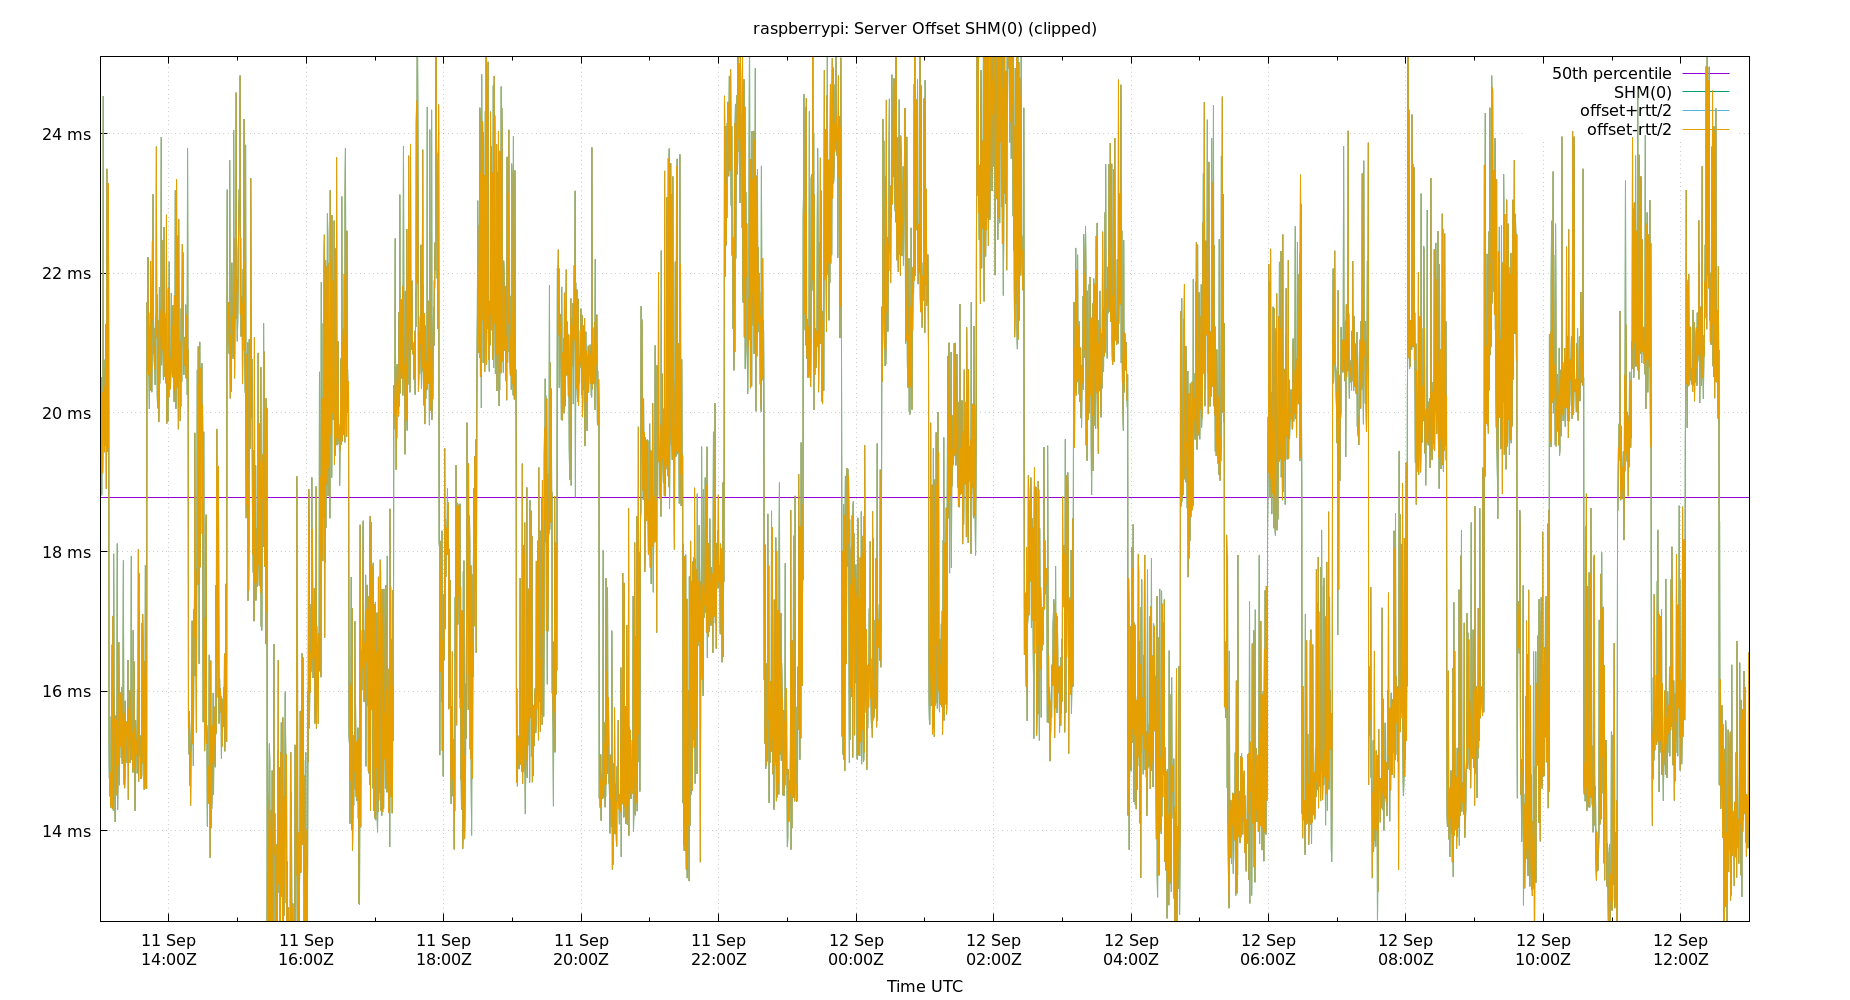 raspberrypi: Server Offset SHM(0) (clipped)
50th percentile
SHM(0)
offset+rtt/2
offset-rtt/2
24 ms
22 ms
20 ms
18 ms
16 ms
14 ms
11 Sep 11 Sep 11 Sep 11 Sep 11 Sep 12 Sep 12 Sep 12 Sep 12 Sep 12 Sep 12 Sep 12 Sep
14:00Z 16:00Z 18:00Z 20:00Z 22:00Z 00:00Z 02:00Z 04:00Z 06:00Z 08:00Z 10:00Z 12:00Z
Time UTC